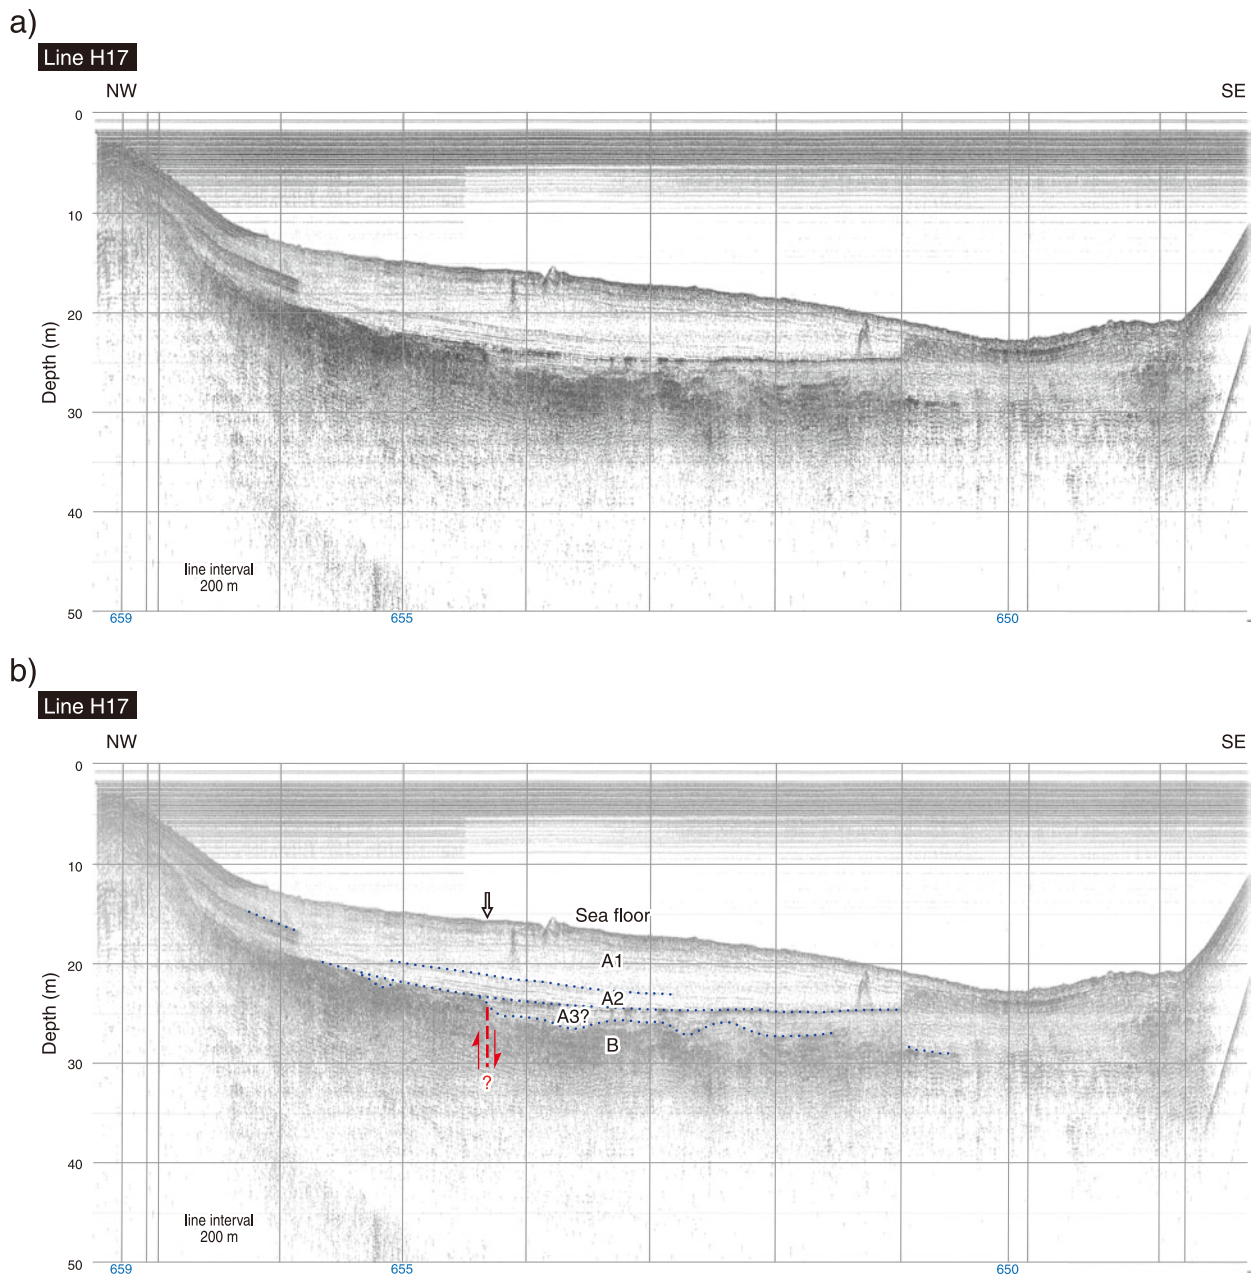 a)
Line H17
NW
SE
0
10
20
30
40
50
Depth (m)
line interval
200 m
659
655
650
b)
Line H17
NW
SE
0
10
20
30
40
50
Depth (m)
Sea floor
A1
A2
A3?
B
?
line interval
200 m
659
655
650